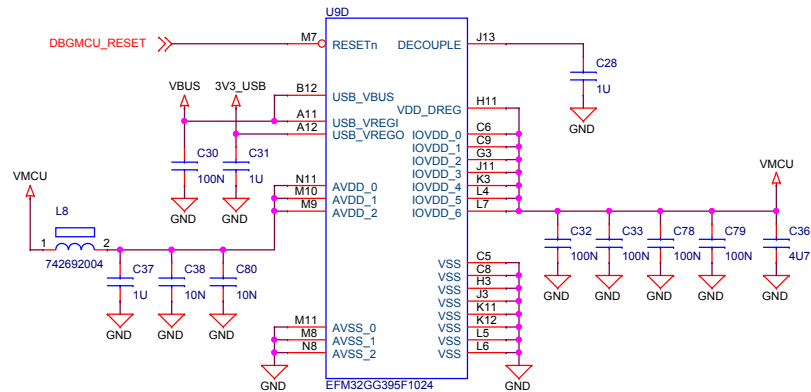 U9D
DBGMCU_RESET
M7
RESETn
DECOUPLE
J13
C28
1U
GND
VBUS
3V3_USB
B12
USB_VBUS
A11
USB_VREGI
A12
USB_VREGO
C30
100N
C31
1U
GND
GND
VDD_DREG
H11
IOVDD_0
C6
IOVDD_1
C9
IOVDD_2
G3
IOVDD_3
J11
IOVDD_4
K3
IOVDD_5
L4
IOVDD_6
L7
VMCU
VMCU
L8
1
2
742692004
N11
AVDD_0
M10
AVDD_1
M9
AVDD_2
C37
1U
C38
10N
C80
10N
GND
GND
GND
C32
100N
C33
100N
C78
100N
C79
100N
C36
4U7
GND
GND
GND
GND
GND
VSS
C5
VSS
C8
VSS
H3
VSS
J3
VSS
K11
VSS
K12
VSS
L5
VSS
L6
M11
AVSS_0
M8
AVSS_1
N8
AVSS_2
GND
GND
EFM32GG395F1024